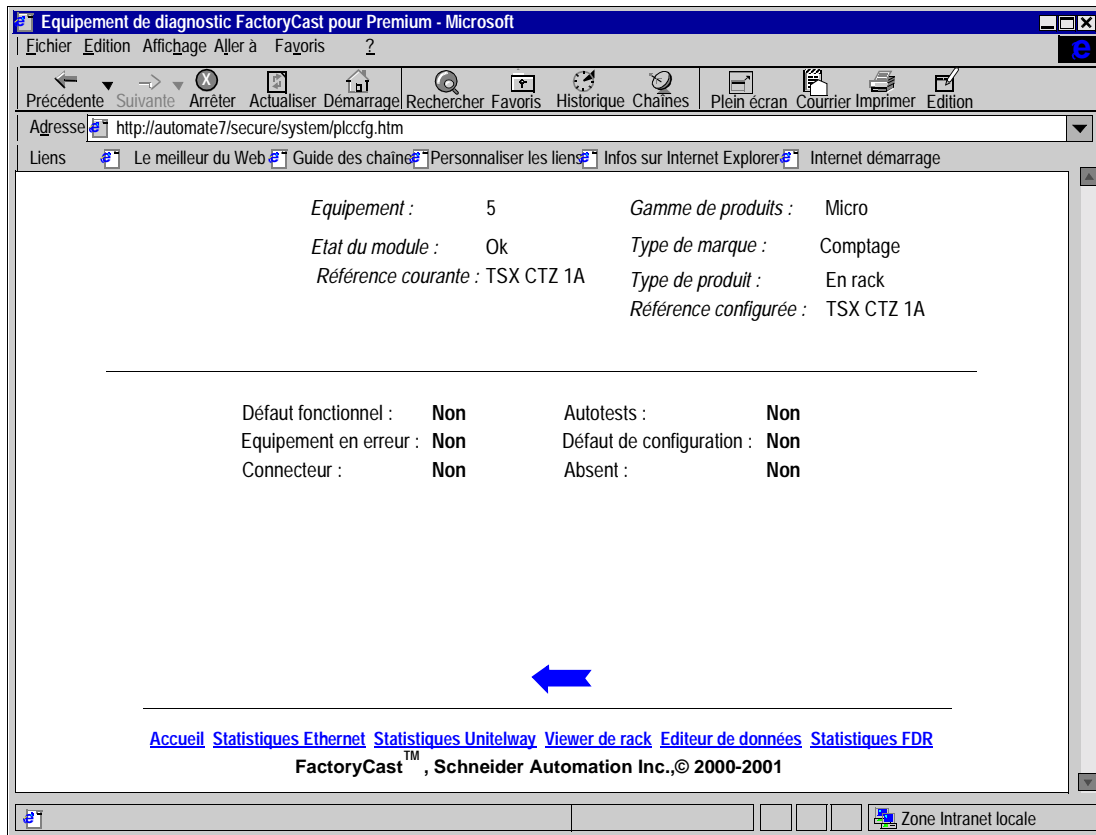 Equipement de diagnostic FactoryCast pour Premium - Microsoft
Fichier Edition Affichage Aller à Favoris ?
Précédente Suivante Arrêter Actualiser Démarrage Rechercher Favoris Historique Chaînes Plein écran Courrier Imprimer Edition
Adresse http://automate7/secure/system/plccfg.htm
Liens Le meilleur du Web Guide des chaîne Personnaliser les liens Infos sur Internet Explorer Internet démarrage
Equipement : 5 Gamme de produits : Micro
Etat du module : Ok Type de marque : Comptage
Référence courante : TSX CTZ 1A Type de produit : En rack
Référence configurée : TSX CTZ 1A
Défaut fonctionnel : Non Autotests : Non
Equipement en erreur : Non Défaut de configuration : Non
Connecteur : Non Absent : Non
Accueil Statistiques Ethernet Statistiques Unitelway Viewer de rack Editeur de données Statistiques FDR
FactoryCast™ , Schneider Automation Inc.,© 2000-2001
Zone Intranet locale